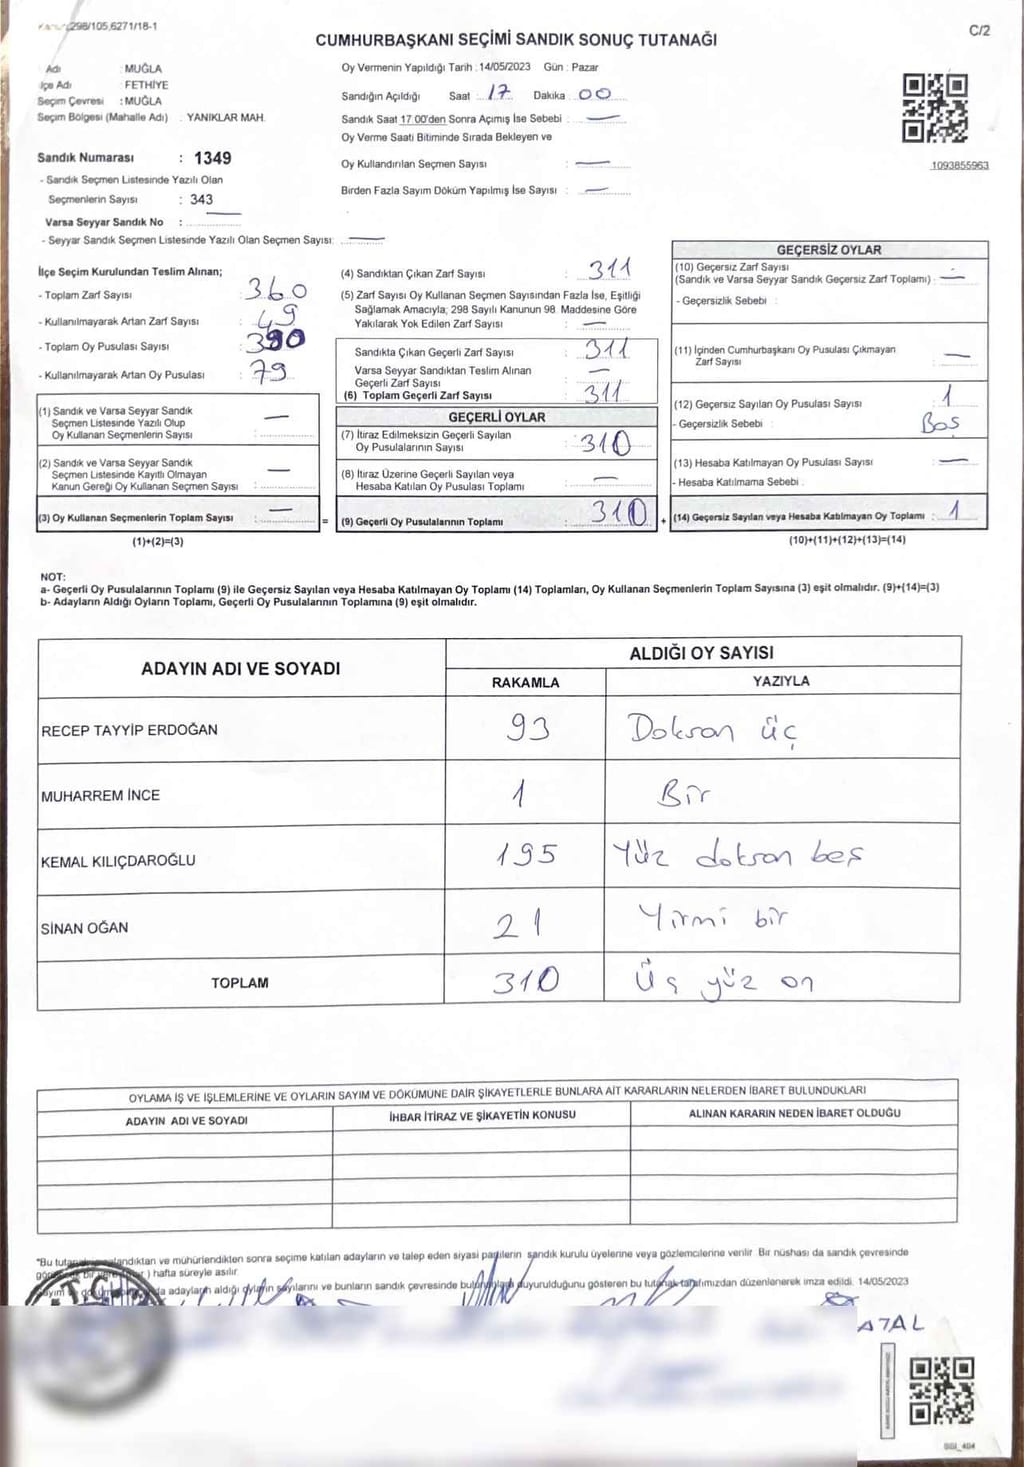 298/105,6271/18-1
C/2
CUMHURBAŞKANI SEÇİMİ SANDIK SONUÇ TUTANAĞI
Adı : MUĞLA
İlçe Adı : FETHİYE
Seçim Çevresi : MUĞLA
Seçim Bölgesi (Mahalle Adı) : YANIKLAR MAH.
Sandık Numarası : 1349
- Sandık Seçmen Listesinde Yazılı Olan
Seçmenlerin Sayısı : 343
Varsa Seyyar Sandık No : —
- Seyyar Sandık Seçmen Listesinde Yazılı Olan Seçmen Sayısı: —
Oy Vermenin Yapıldığı Tarih : 14/05/2023 Gün : Pazar
Sandığın Açıldığı Saat : 17 Dakika : 00
Sandık Saat 17.00'den Sonra Açımış İse Sebebi : —
Oy Verme Saati Bitiminde Sırada Bekleyen ve
Oy Kullandırılan Seçmen Sayısı : —
Birden Fazla Sayım Döküm Yapılmış İse Sayısı : —
1093855963
İlçe Seçim Kurulundan Teslim Alınan;
- Toplam Zarf Sayısı : 360
- Kullanılmayarak Artan Zarf Sayısı : 49
- Toplam Oy Pusulası Sayısı : 390
- Kullanılmayarak Artan Oy Pusulası : 79
(1) Sandık ve Varsa Seyyar Sandık
Seçmen Listesinde Yazılı Olup
Oy Kullanan Seçmenlerin Sayısı : —
(2) Sandık ve Varsa Seyyar Sandık
Seçmen Listesinde Kayıtlı Olmayan
Kanun Gereği Oy Kullanan Seçmen Sayısı : —
(3) Oy Kullanan Seçmenlerin Toplam Sayısı : —
(1)+(2)=(3)
=
(4) Sandıktan Çıkan Zarf Sayısı : 311
(5) Zarf Sayısı Oy Kullanan Seçmen Sayısından Fazla İse, Eşitliği
Sağlamak Amacıyla; 298 Sayılı Kanunun 98. Maddesine Göre
Yakılarak Yok Edilen Zarf Sayısı : —
Sandıkta Çıkan Geçerli Zarf Sayısı : 311
Varsa Seyyar Sandıktan Teslim Alınan
Geçerli Zarf Sayısı : —
(6) Toplam Geçerli Zarf Sayısı : 311
GEÇERLİ OYLAR
(7) İtiraz Edilmeksizin Geçerli Sayılan
Oy Pusulalarının Sayısı : 310
(8) İtiraz Üzerine Geçerli Sayılan veya
Hesaba Katılan Oy Pusulası Toplamı : —
(9) Geçerli Oy Pusulalarının Toplamı : 310
+
GEÇERSİZ OYLAR
(10) Geçersiz Zarf Sayısı
(Sandık ve Varsa Seyyar Sandık Geçersiz Zarf Toplamı) : —
- Geçersizlik Sebebi :
(11) İçinden Cumhurbaşkanı Oy Pusulası Çıkmayan
Zarf Sayısı : —
(12) Geçersiz Sayılan Oy Pusulası Sayısı : 1
- Geçersizlik Sebebi : Boş
(13) Hesaba Katılmayan Oy Pusulası Sayısı : —
- Hesaba Katılmama Sebebi :
(14) Geçersiz Sayılan veya Hesaba Katılmayan Oy Toplamı : 1
(10)+(11)+(12)+(13)=(14)
NOT:
a- Geçerli Oy Pusulalarının Toplamı (9) ile Geçersiz Sayılan veya Hesaba Katılmayan Oy Toplamı (14) Toplamları, Oy Kullanan Seçmenlerin Toplam Sayısına (3) eşit olmalıdır. (9)+(14)=(3)
b- Adayların Aldığı Oyların Toplamı, Geçerli Oy Pusulalarının Toplamına (9) eşit olmalıdır.
ADAYIN ADI VE SOYADI
ALDIĞI OY SAYISI
RAKAMLA YAZIYLA
RECEP TAYYİP ERDOĞAN 93 Doksan üç
MUHARREM İNCE 1 Bir
KEMAL KILIÇDAROĞLU 195 Yüz doksan beş
SİNAN OĞAN 21 Yirmi bir
TOPLAM 310 Üç yüz on
OYLAMA İŞ VE İŞLEMLERİNE VE OYLARIN SAYIM VE DÖKÜMÜNE DAİR ŞİKAYETLERLE BUNLARA AİT KARARLARIN NELERDEN İBARET BULUNDUKLARI
ADAYIN ADI VE SOYADI İHBAR İTİRAZ VE ŞİKAYETİN KONUSU ALINAN KARARIN NEDEN İBARET OLDUĞU
*Bu ve mühürlendikten sonra seçime katılan adayların ve talep eden siyasi partilerin sandık kurulu üyelerine veya gözlemcilerine verilir. Bir nüshası da sandık çevresinde
hafta süreyle asılır.
adayların aldığı oyların sayılarını ve bunların sandık çevresinde duyurulduğunu gösteren bu tutanak tarafımızdan düzenlenerek imza edildi. 14/05/2023